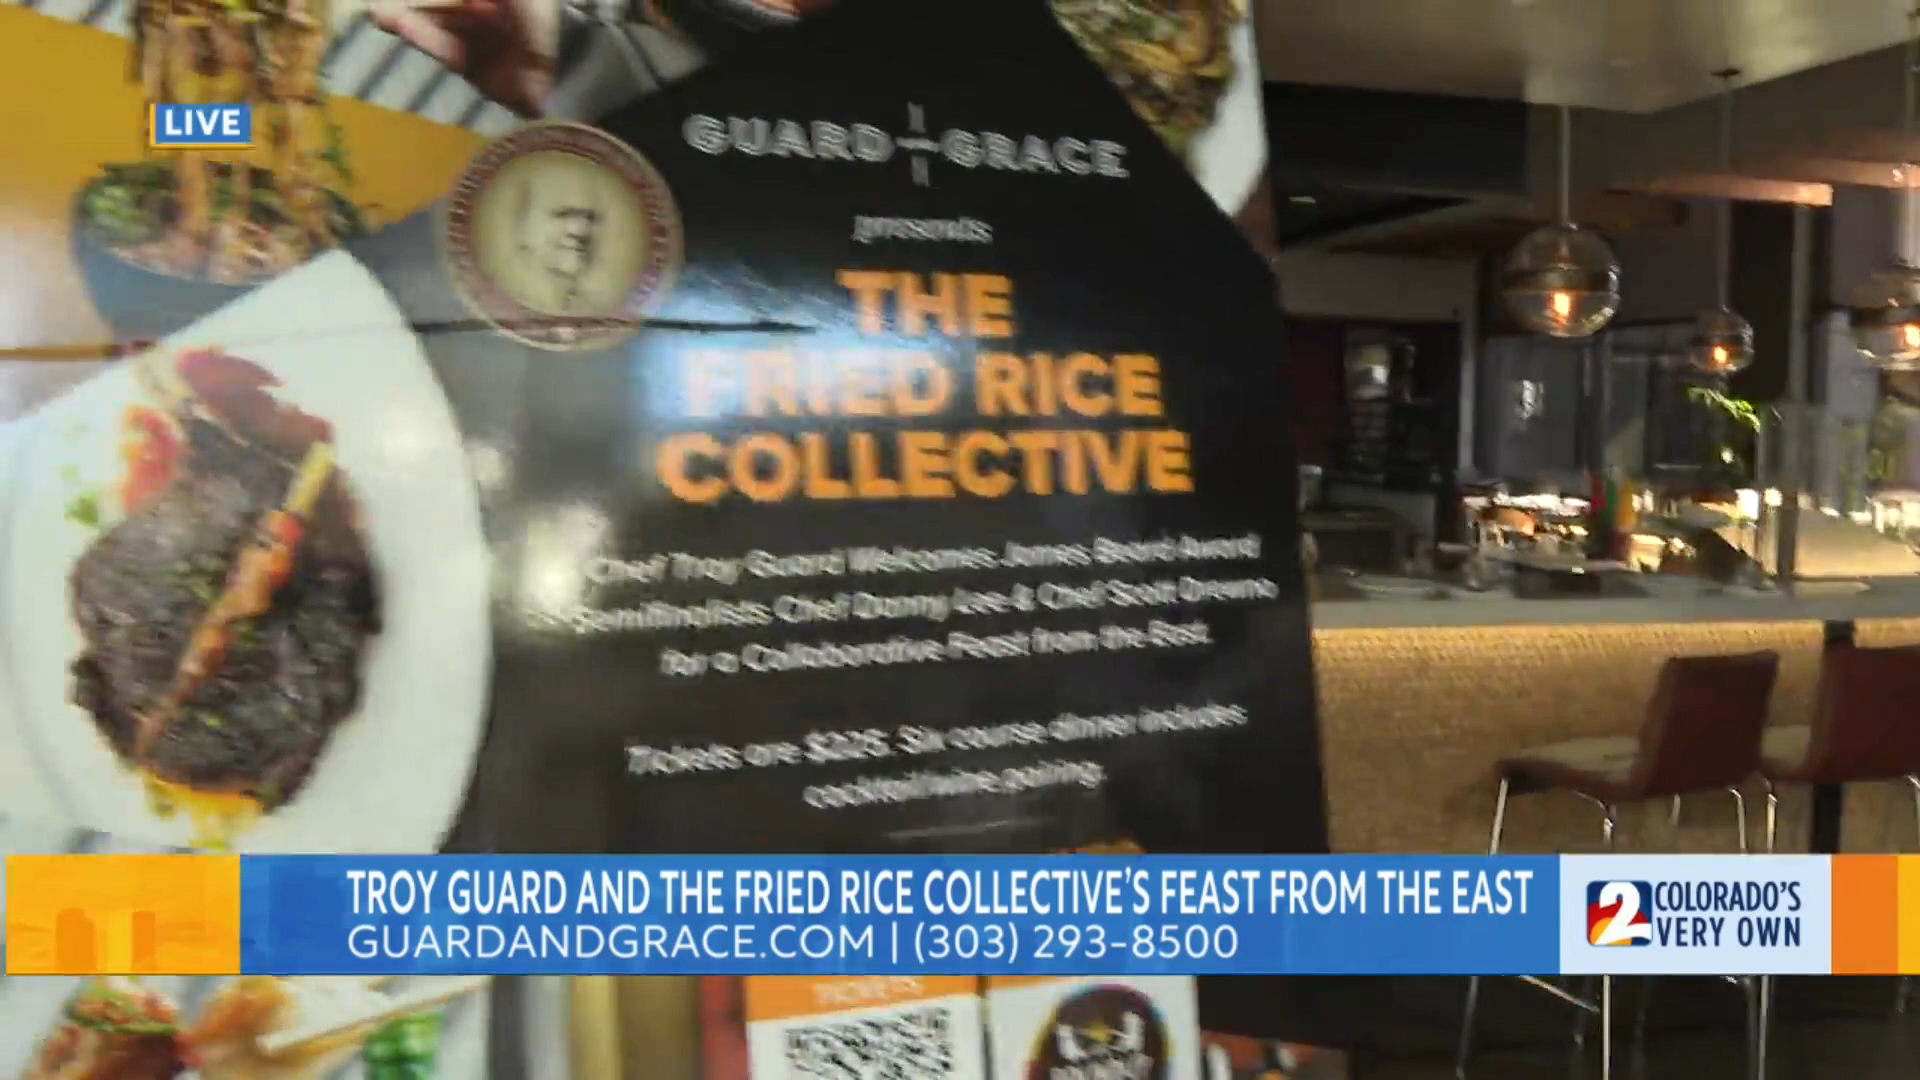 LIVE
GUARD GRACE
presents
THE
FRIED RICE
COLLECTIVE
Chef Troy Guard Welcomes James Beard Award
Semifinalists Chef Danny Lee & Chef Scott Drewno
for a Collaborative Feast from the East.
Tickets are $225. Six course dinner includes
cocktail/wine pairing.
TROY GUARD AND THE FRIED RICE COLLECTIVE'S FEAST FROM THE EAST
GUARDANDGRACE.COM | (303) 293-8500
2 COLORADO'S
VERY OWN
TICKETS